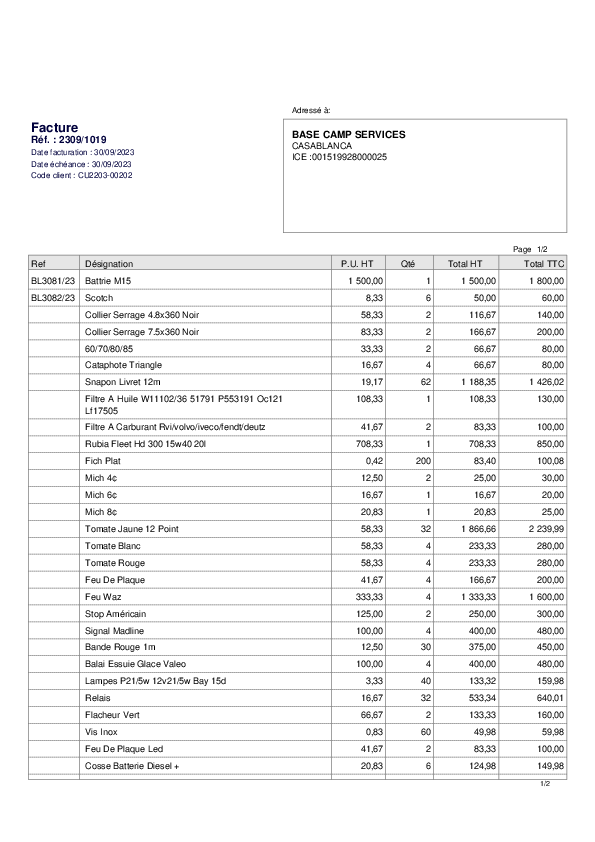 Adressé à:
Facture
Réf. : 2309/1019
Date facturation : 30/09/2023
Date échéance : 30/09/2023
Code client : CU2203-00202
BASE CAMP SERVICES
CASABLANCA
ICE :001519928000025
Page 1/2
Ref Désignation P.U. HT Qté Total HT Total TTC
BL3081/23 Battrie M15 1 500,00 1 1 500,00 1 800,00
BL3082/23 Scotch 8,33 6 50,00 60,00
Collier Serrage 4.8x360 Noir 58,33 2 116,67 140,00
Collier Serrage 7.5x360 Noir 83,33 2 166,67 200,00
60/70/80/85 33,33 2 66,67 80,00
Cataphote Triangle 16,67 4 66,67 80,00
Snapon Livret 12m 19,17 62 1 188,35 1 426,02
Filtre A Huile W11102/36 51791 P553191 Oc121 108,33 1 108,33 130,00
Lf17505
Filtre A Carburant Rvi/volvo/iveco/fendt/deutz 41,67 2 83,33 100,00
Rubia Fleet Hd 300 15w40 20l 708,33 1 708,33 850,00
Fich Plat 0,42 200 83,40 100,08
Mich 4¢ 12,50 2 25,00 30,00
Mich 6¢ 16,67 1 16,67 20,00
Mich 8¢ 20,83 1 20,83 25,00
Tomate Jaune 12 Point 58,33 32 1 866,66 2 239,99
Tomate Blanc 58,33 4 233,33 280,00
Tomate Rouge 58,33 4 233,33 280,00
Feu De Plaque 41,67 4 166,67 200,00
Feu Waz 333,33 4 1 333,33 1 600,00
Stop Américain 125,00 2 250,00 300,00
Signal Madline 100,00 4 400,00 480,00
Bande Rouge 1m 12,50 30 375,00 450,00
Balai Essuie Glace Valeo 100,00 4 400,00 480,00
Lampes P21/5w 12v21/5w Bay 15d 3,33 40 133,32 159,98
Relais 16,67 32 533,34 640,01
Flacheur Vert 66,67 2 133,33 160,00
Vis Inox 0,83 60 49,98 59,98
Feu De Plaque Led 41,67 2 83,33 100,00
Cosse Batterie Diesel + 20,83 6 124,98 149,98
1/2